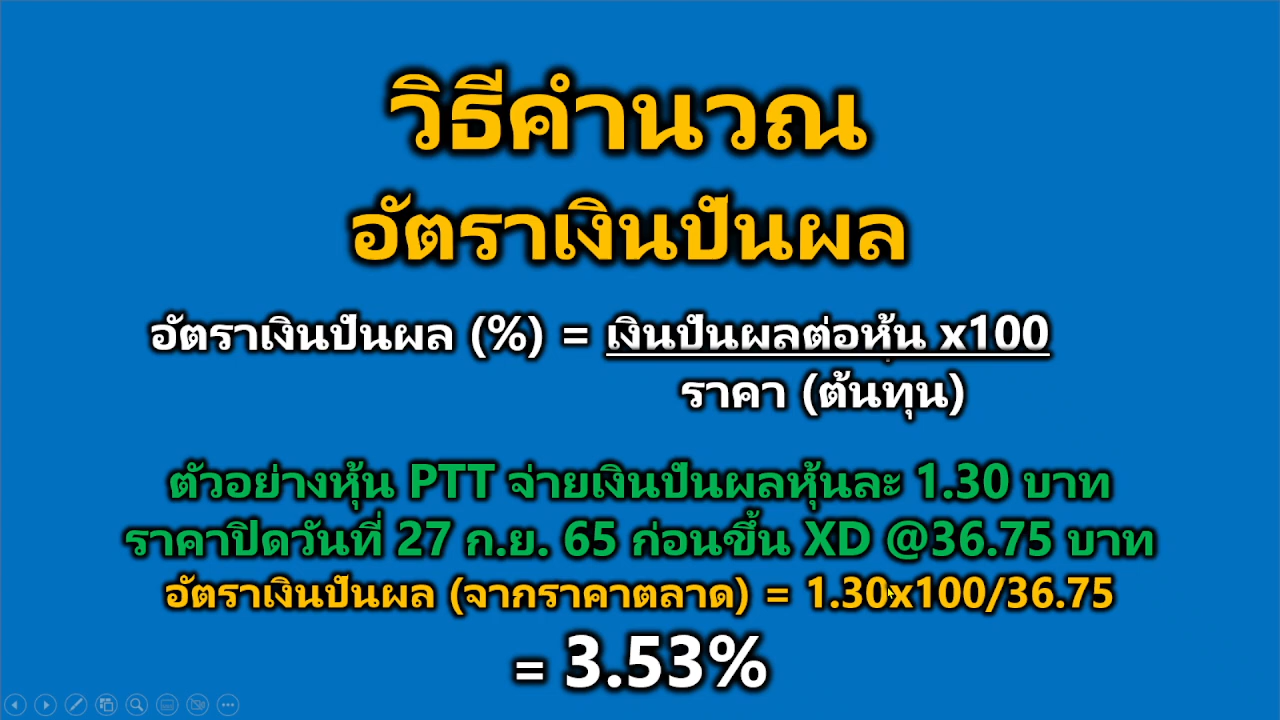 วิธีคำนวณ
อัตราเงินปันผล
อัตราเงินปันผล (%) = เงินปันผลต่อหุ้น x100
ราคา (ต้นทุน)
ตัวอย่างหุ้น PTT จ่ายเงินปันผลหุ้นละ 1.30 บาท
ราคาปิดวันที่ 27 ก.ย. 65 ก่อนขึ้น XD @36.75 บาท
อัตราเงินปันผล (จากราคาตลาด) = 1.30x100/36.75
= 3.53%